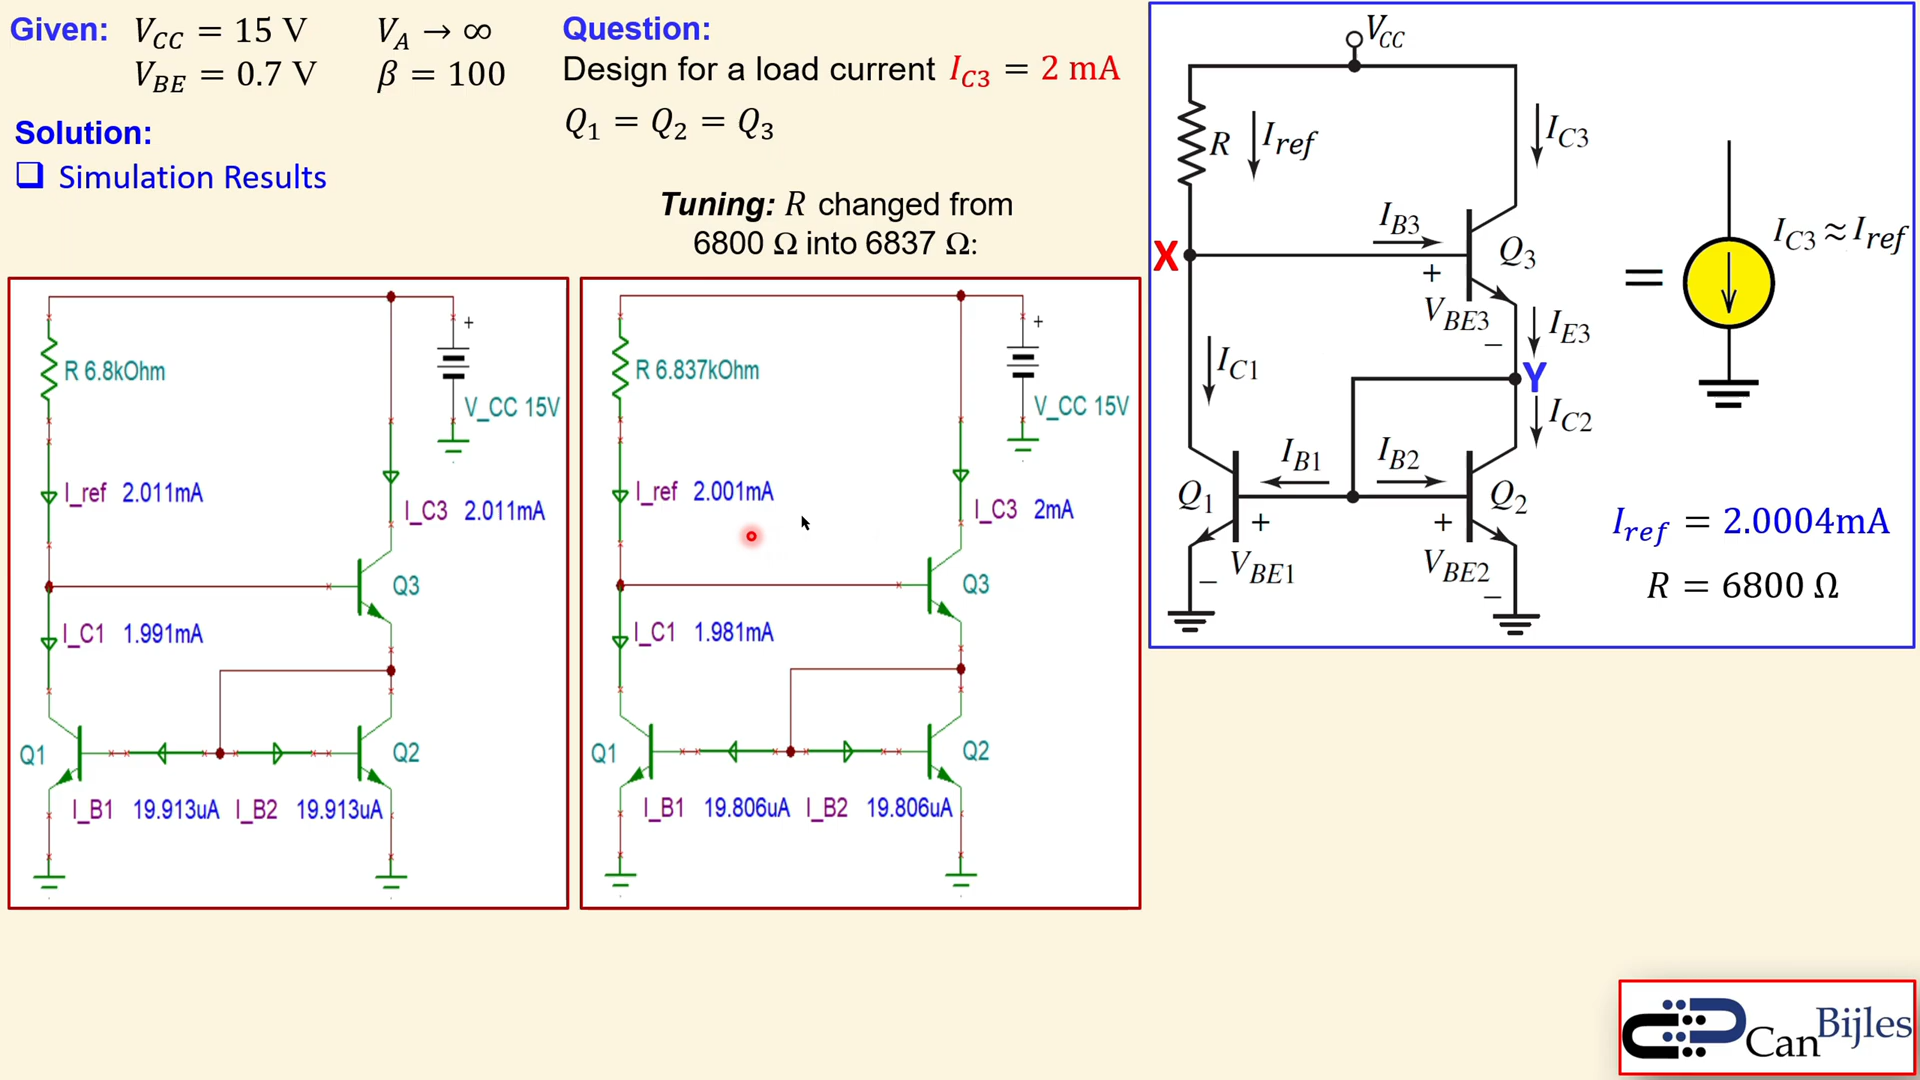 Given: V_CC = 15 V V_A → ∞
V_BE = 0.7 V β = 100
Question:
Design for a load current I_C3 = 2 mA
Q_1 = Q_2 = Q_3
Solution:
❑ Simulation Results
Tuning: R changed from
6800 Ω into 6837 Ω:
R 6.8kOhm
+
V_CC 15V
I_ref 2.011mA
I_C3 2.011mA
Q3
I_C1 1.991mA
Q1
Q2
I_B1 19.913uA I_B2 19.913uA
R 6.837kOhm
+
V_CC 15V
I_ref 2.001mA
I_C3 2mA
Q3
I_C1 1.981mA
Q1
Q2
I_B1 19.806uA I_B2 19.806uA
V_CC
R
I_ref
I_C3
X
I_B3
Q_3
+
V_BE3
−
I_E3
Y
I_C1
I_C2
I_B1
I_B2
Q_1
Q_2
+
+
V_BE1
V_BE2
−
−
=
I_C3 ≈ I_ref
I_ref = 2.0004mA
R = 6800 Ω
CanBijles